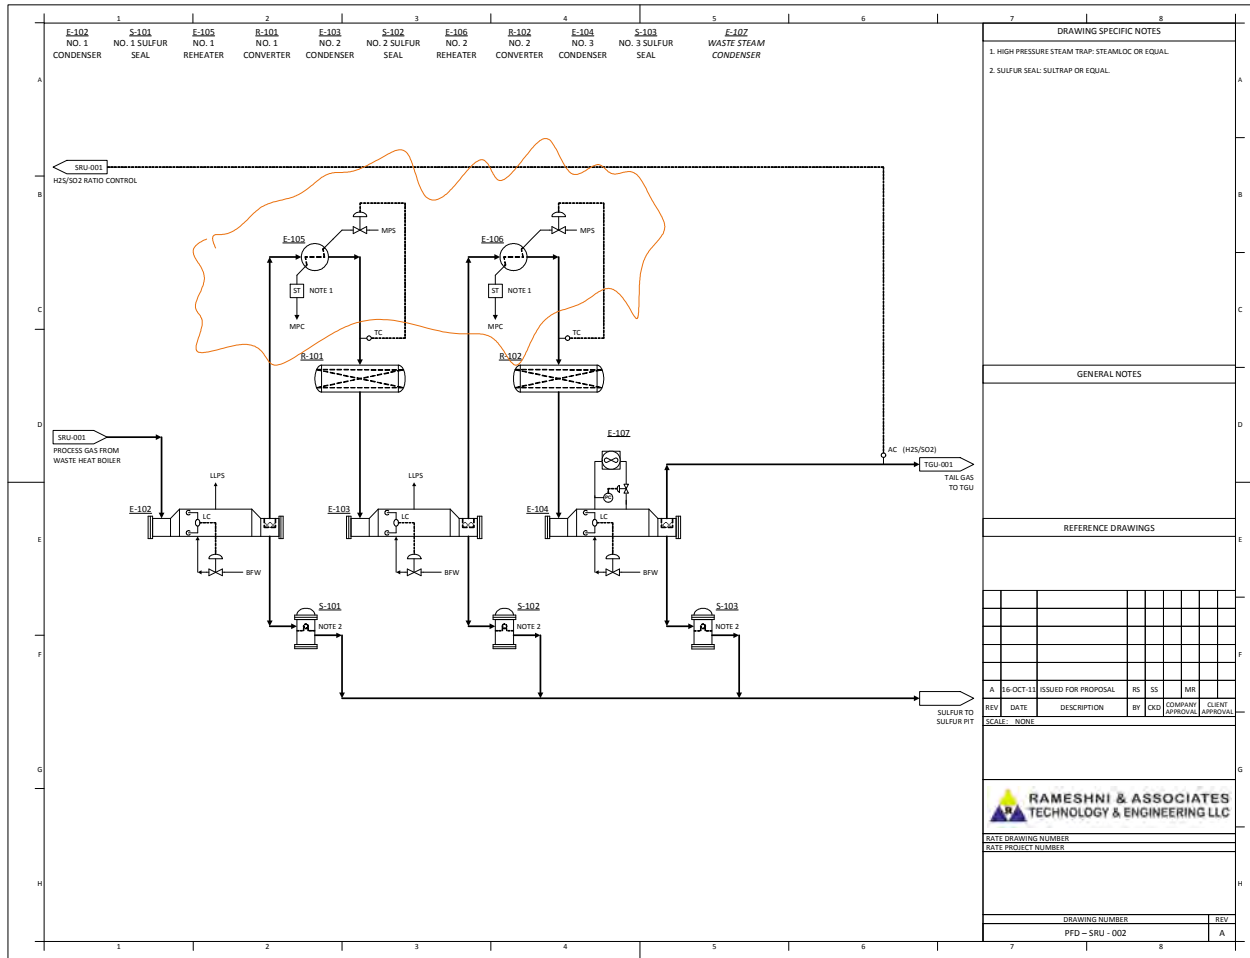 1 2 3 4 5 6 7 8
E-102 S-101 E-105 R-101 E-103 S-102 E-106 R-102 E-104 S-103 E-107
NO. 1 NO. 1 SULFUR NO. 1 NO. 1 NO. 2 NO. 2 SULFUR NO. 2 NO. 2 NO. 3 NO. 3 SULFUR WASTE STEAM
CONDENSER SEAL REHEATER CONVERTER CONDENSER SEAL REHEATER CONVERTER CONDENSER SEAL CONDENSER
DRAWING SPECIFIC NOTES
1. HIGH PRESSURE STEAM TRAP: STEAMLOC OR EQUAL.
2. SULFUR SEAL: SULTRAP OR EQUAL.
A A
SRU-001
H2S/SO2 RATIO CONTROL
B B
MPS MPS
E-105 E-106
ST NOTE 1 ST NOTE 1
C C
MPC MPC
TC TC
R-101 R-102
GENERAL NOTES
D D
SRU-001
PROCESS GAS FROM
WASTE HEAT BOILER
E-107
AC (H2S/SO2)
TGU-001
TAIL GAS
TO TGU
LLPS LLPS
PC
E-102 LC E-103 LC E-104 LC
REFERENCE DRAWINGS
E E
BFW BFW BFW
S-101 S-102 S-103
NOTE 2 NOTE 2 NOTE 2
F F
A 16-OCT-11 ISSUED FOR PROPOSAL RS SS MR
REV DATE DESCRIPTION BY CKD COMPANY APPROVAL CLIENT APPROVAL
SULFUR TO
SULFUR PIT
SCALE: NONE
G G
R
RAMESHNI & ASSOCIATES
TECHNOLOGY & ENGINEERING LLC
RATE DRAWING NUMBER
RATE PROJECT NUMBER
H H
DRAWING NUMBER REV
PFD – SRU - 002 A
1 2 3 4 5 6 7 8